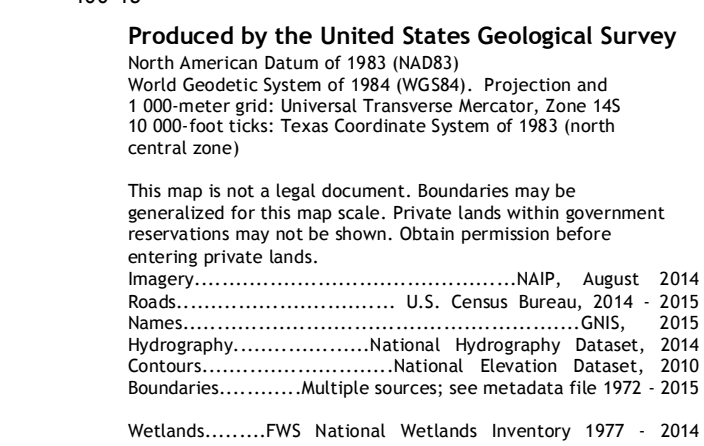 Produced by the United States Geological Survey
North American Datum of 1983 (NAD83)
World Geodetic System of 1984 (WGS84). Projection and
1 000-meter grid: Universal Transverse Mercator, Zone 14S
10 000-foot ticks: Texas Coordinate System of 1983 (north
central zone)
This map is not a legal document. Boundaries may be
generalized for this map scale. Private lands within government
reservations may not be shown. Obtain permission before
entering private lands.
Imagery..............................................NAIP, August 2014
Roads................................ U.S. Census Bureau, 2014 - 2015
Names.........................................................GNIS, 2015
Hydrography....................National Hydrography Dataset, 2014
Contours............................National Elevation Dataset, 2010
Boundaries............Multiple sources; see metadata file 1972 - 2015
Wetlands.........FWS National Wetlands Inventory 1977 - 2014